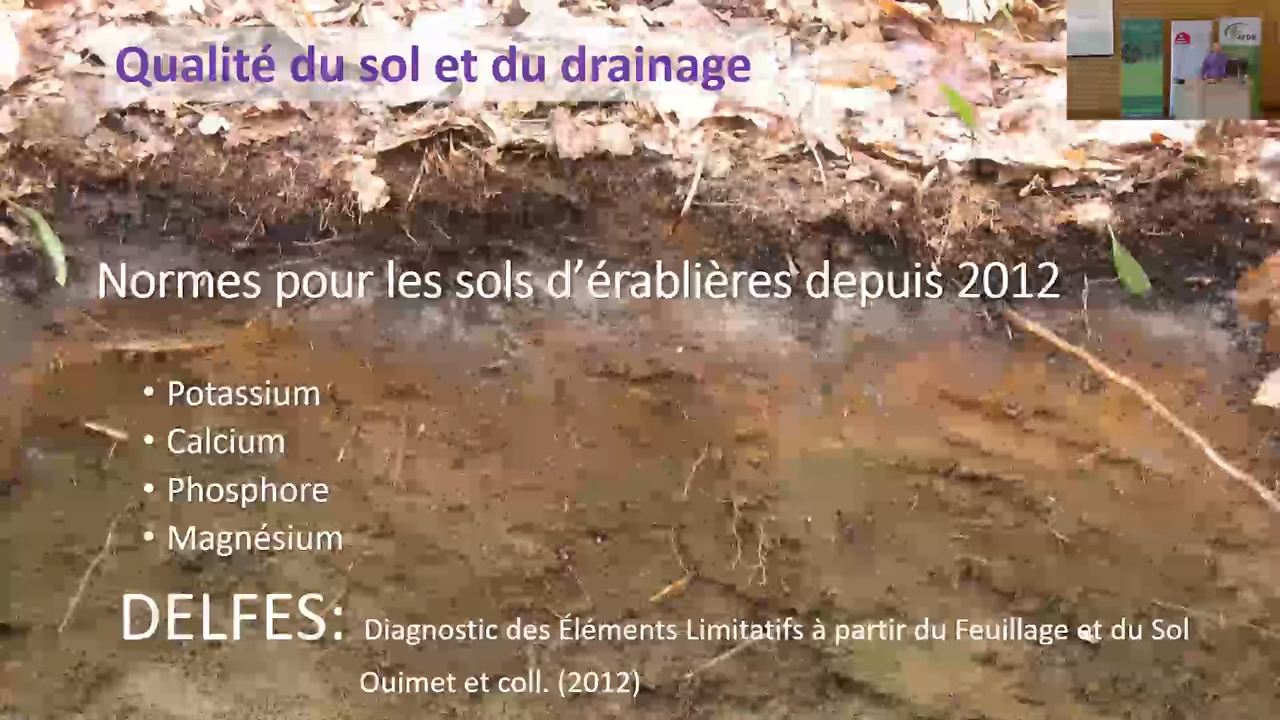 Qualité du sol et du drainage
Normes pour les sols d’érablières depuis 2012
• Potassium
• Calcium
• Phosphore
• Magnésium
DELFES: Diagnostic des Éléments Limitatifs à partir du Feuillage et du Sol
Ouimet et coll. (2012)